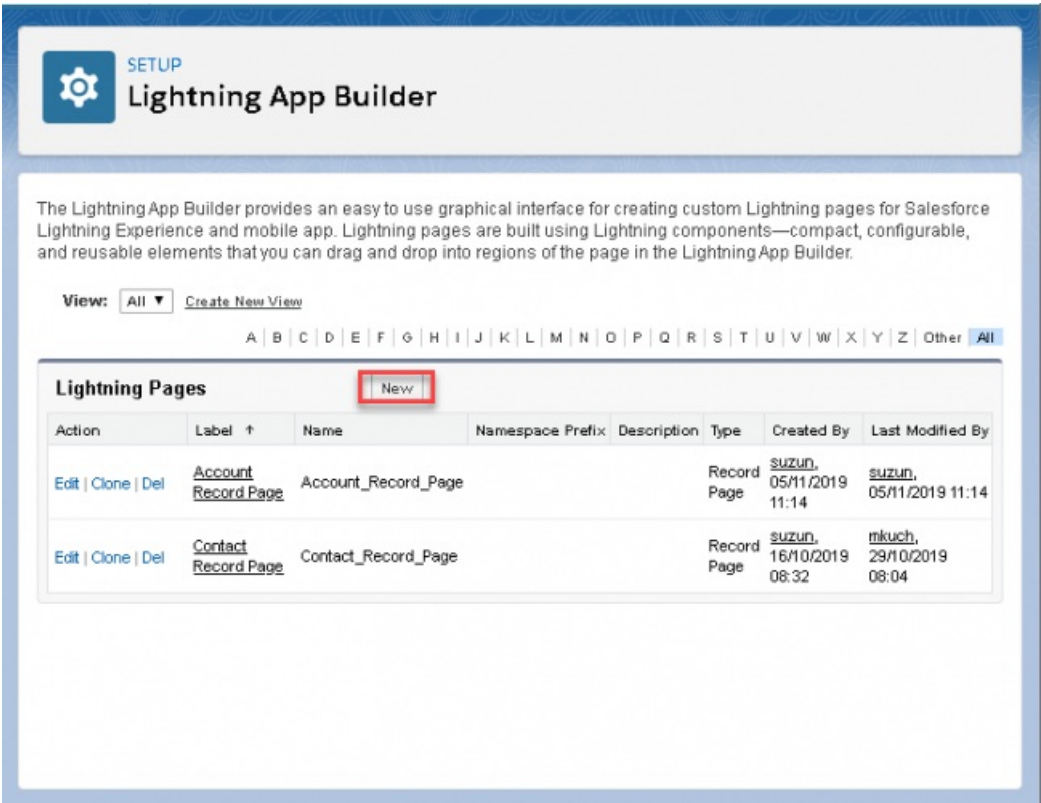 SETUP
Lightning App Builder
The Lightning App Builder provides an easy to use graphical interface for creating custom Lightning pages for Salesforce
Lightning Experience and mobile app. Lightning pages are built using Lightning components—compact, configurable,
and reusable elements that you can drag and drop into regions of the page in the Lightning App Builder.
View: All ▼ Create New View
A | B | C | D | E | F | G | H | I | J | K | L | M | N | O | P | Q | R | S | T | U | V | W | X | Y | Z | Other | All
Lightning Pages New
Action Label ↑ Name Namespace Prefix Description Type Created By Last Modified By
Edit | Clone | Del Account Record Page Account_Record_Page Record Page suzun, 05/11/2019 11:14 suzun, 05/11/2019 11:14
Edit | Clone | Del Contact Record Page Contact_Record_Page Record Page suzun, 16/10/2019 08:32 mkuch, 29/10/2019 08:04